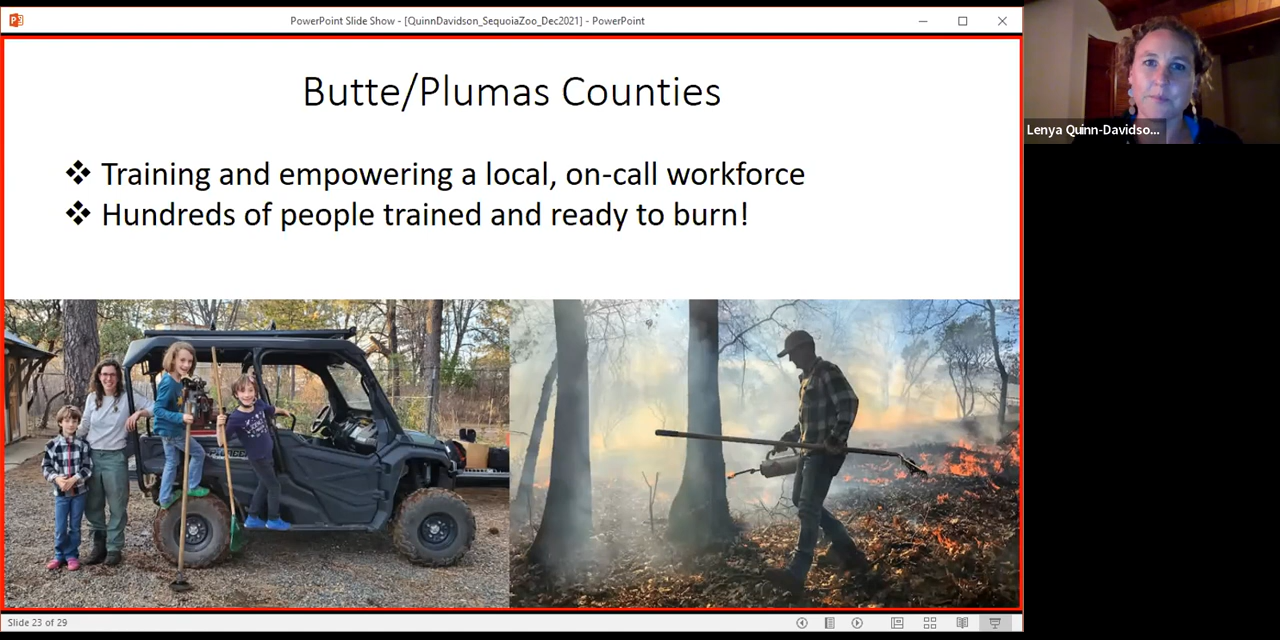 PowerPoint Slide Show - [QuinnDavidson_SequoiaZoo_Dec2021] - PowerPoint
Butte/Plumas Counties
❖ Training and empowering a local, on-call workforce
❖ Hundreds of people trained and ready to burn!
Lenya Quinn-Davidso...
Slide 23 of 29